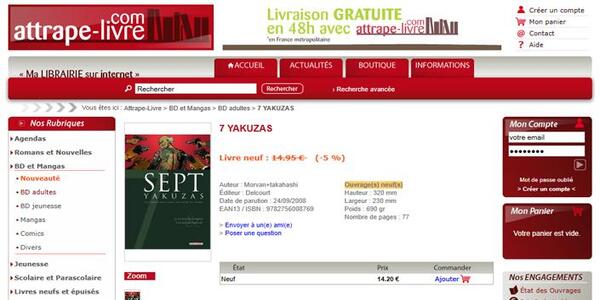 attrape-livre.com
Livraison GRATUITE
en 48h avec attrape-livre.com
*en France métropolitaine
Créer un compte
Mon panier
@ Contact
? Aide
« Ma LIBRAIRIE sur internet »
ACCUEIL
ACTUALITÉS
BOUTIQUE
INFORMATIONS
Rechercher
Rechercher
› Recherche avancée
Vous êtes ici : Attrape-Livre > BD et Mangas > BD adultes > 7 YAKUZAS
Nos Rubriques
Agendas
Romans et Nouvelles
BD et Mangas
Nouveauté
BD adultes
BD jeunesse
Mangas
Comics
Divers
Jeunesse
Scolaire et Parascolaire
Livres neufs et épuisés
SEPT
YAKUZAS
Zoom
7 YAKUZAS
Livre neuf : 14.95 € (-5 %)
Auteur : Morvan+takahashi
Éditeur : Delcourt
Date de parution : 24/09/2008
EAN13 / ISBN : 9782756008769
> Envoyer à un(e) ami(e)
> Poser une question
Ouvrage(s) neuf(s)
Hauteur : 320 mm
Largeur : 230 mm
Poids : 690 gr
Nombre de pages : 77
État Prix Commander
Neuf 14.20 € Ajouter
Mon Compte
votre email
Mot de passe oublié
> Créer un compte <
Mon Panier
Votre panier est vide.
Nos ENGAGEMENTS
État des Ouvrages